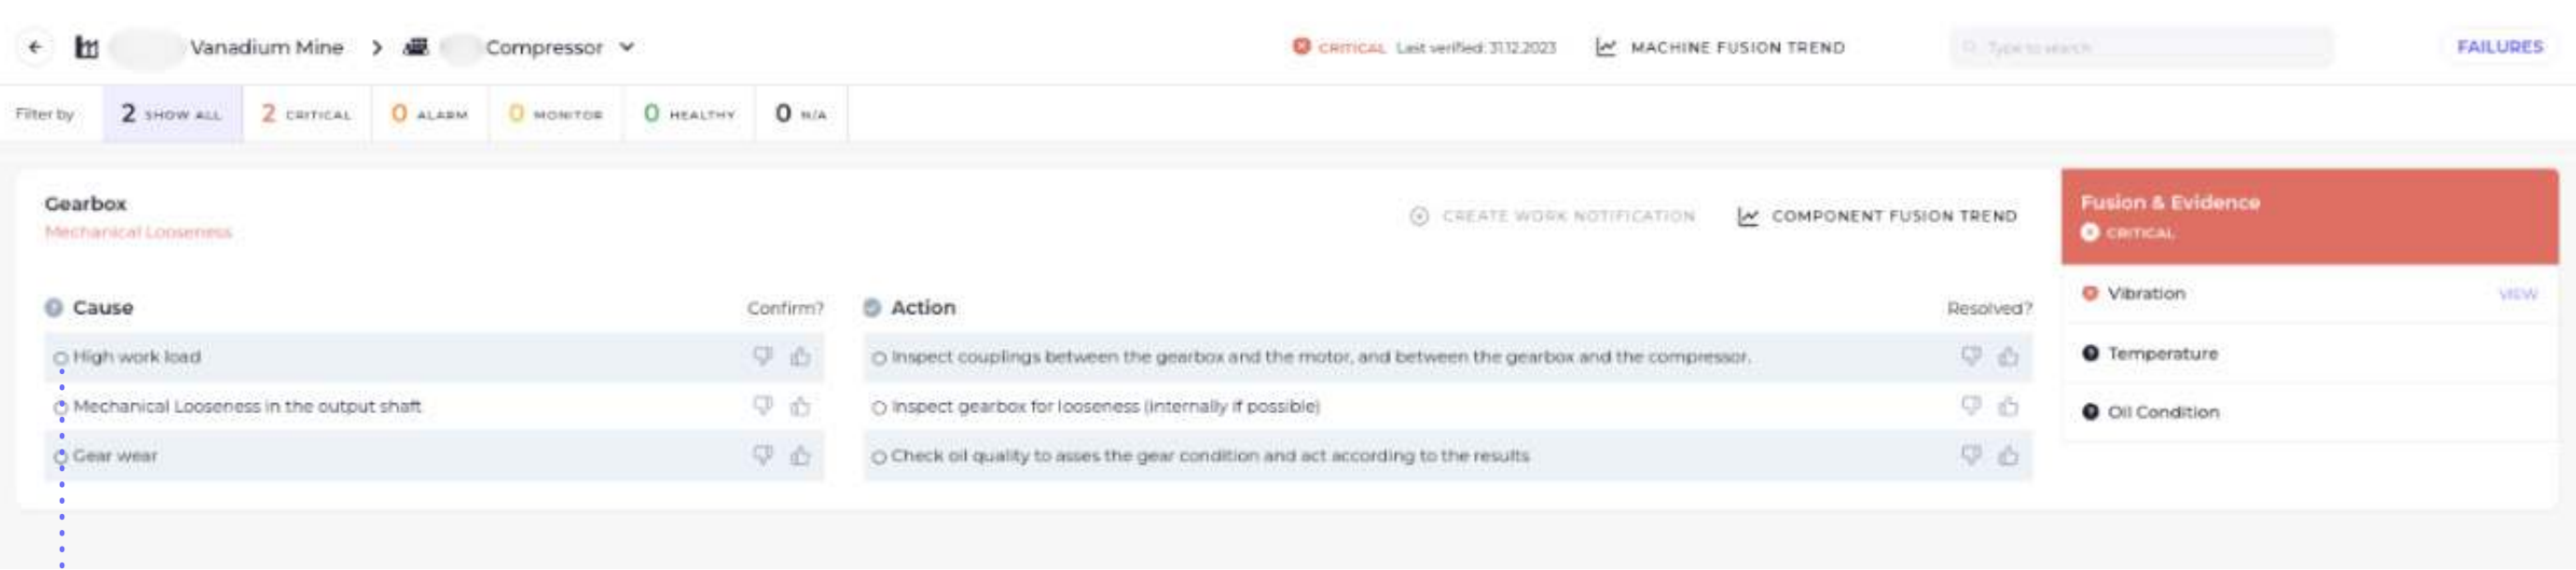 Vanadium Mine > Compressor
CRITICAL Last verified: 31.12.2023 MACHINE FUSION TREND Type to search FAILURES
Filter by 2 SHOW ALL 2 CRITICAL 0 ALARM 0 MONITOR 0 HEALTHY 0 N/A
Gearbox
Mechanical Looseness
CREATE WORK NOTIFICATION COMPONENT FUSION TREND
Fusion & Evidence
CRITICAL
Cause Confirm?
High work load
Mechanical Looseness in the output shaft
Gear wear
Action Resolved?
Inspect couplings between the gearbox and the motor, and between the gearbox and the compressor.
Inspect gearbox for looseness (internally if possible)
Check oil quality to asses the gear condition and act according to the results
Vibration VIEW
Temperature
Oil Condition